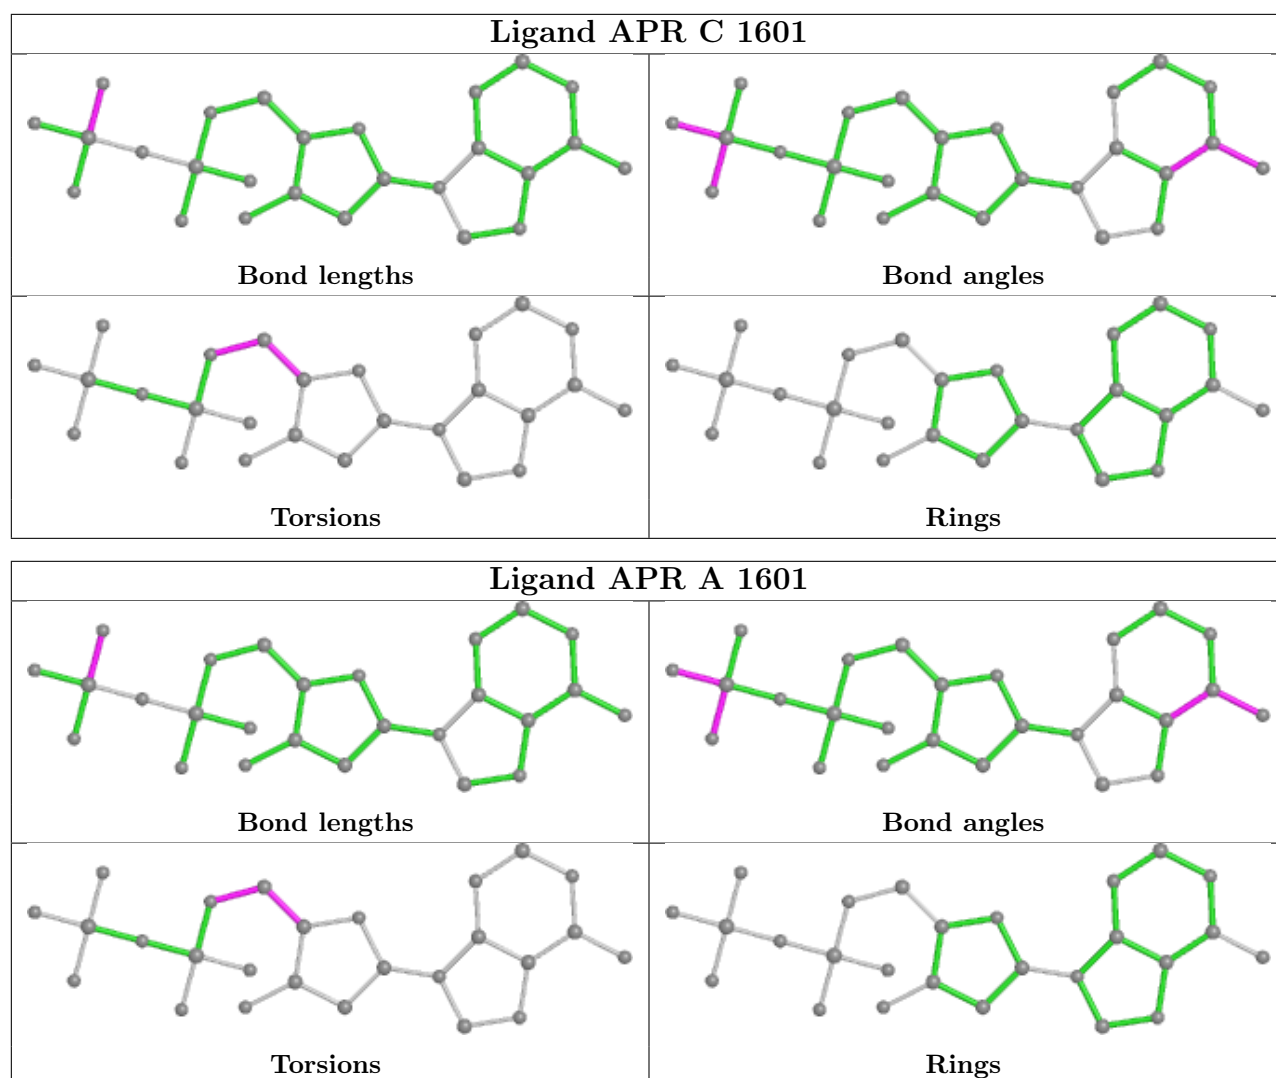 Ligand APR C 1601
Bond lengths
Bond angles
Torsions
Rings
Ligand APR A 1601
Bond lengths
Bond angles
Torsions
Rings